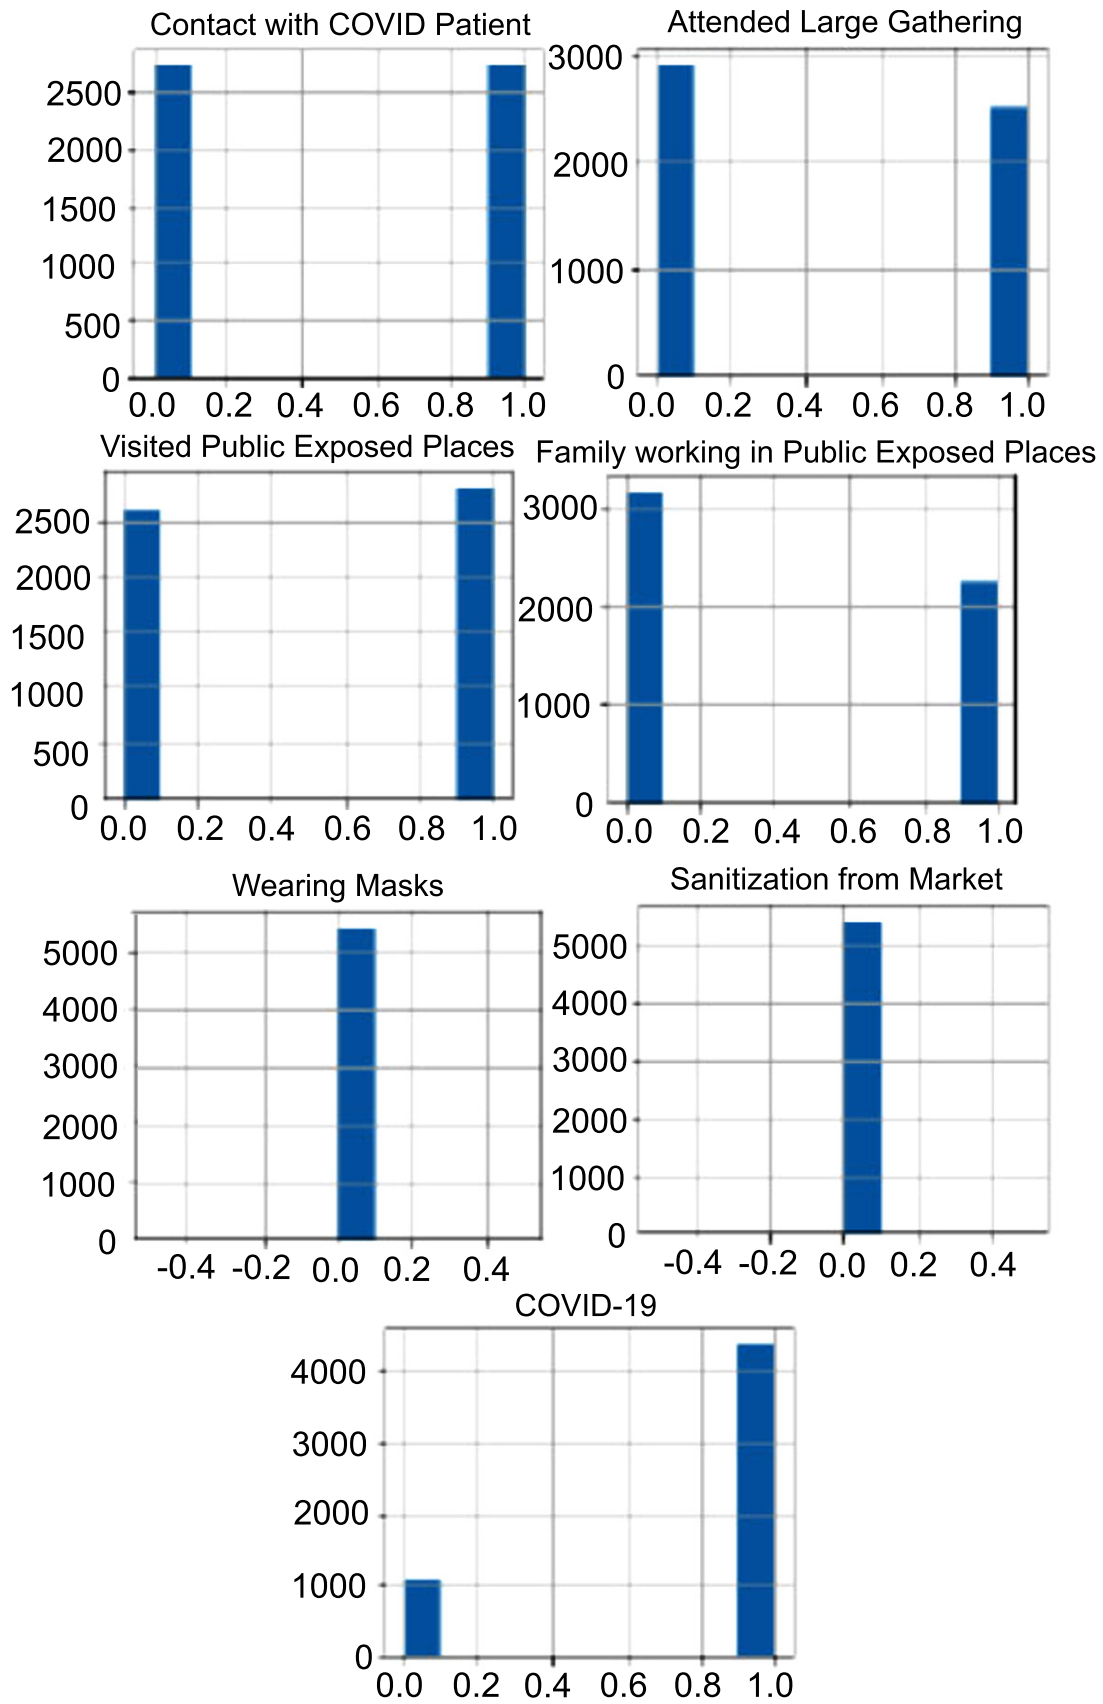 Contact with COVID Patient
2500
2000
1500
1000
500
0
0.0 0.2 0.4 0.6 0.8 1.0
Attended Large Gathering
3000
2000
1000
0
0.0 0.2 0.4 0.6 0.8 1.0
Visited Public Exposed Places
2500
2000
1500
1000
500
0
0.0 0.2 0.4 0.6 0.8 1.0
Family working in Public Exposed Places
3000
2000
1000
0
0.0 0.2 0.4 0.6 0.8 1.0
Wearing Masks
5000
4000
3000
2000
1000
0
-0.4 -0.2 0.0 0.2 0.4
Sanitization from Market
5000
4000
3000
2000
1000
0
-0.4 -0.2 0.0 0.2 0.4
COVID-19
4000
3000
2000
1000
0
0.0 0.2 0.4 0.6 0.8 1.0